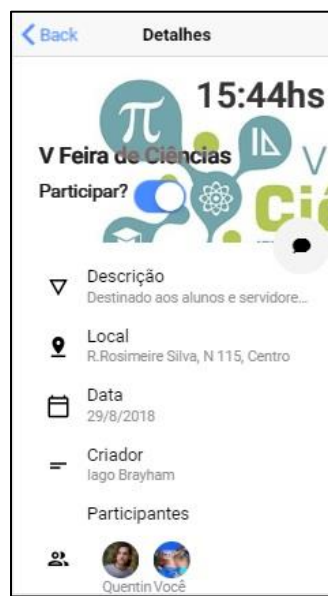 Back
Detalhes
15:44hs
π
V Feira de Ciências
V
Participar?
Ciê
Descrição
Destinado aos alunos e servidore...
Local
R.Rosimeire Silva, N 115, Centro
Data
29/8/2018
Criador
Iago Brayham
Participantes
Quentin Você